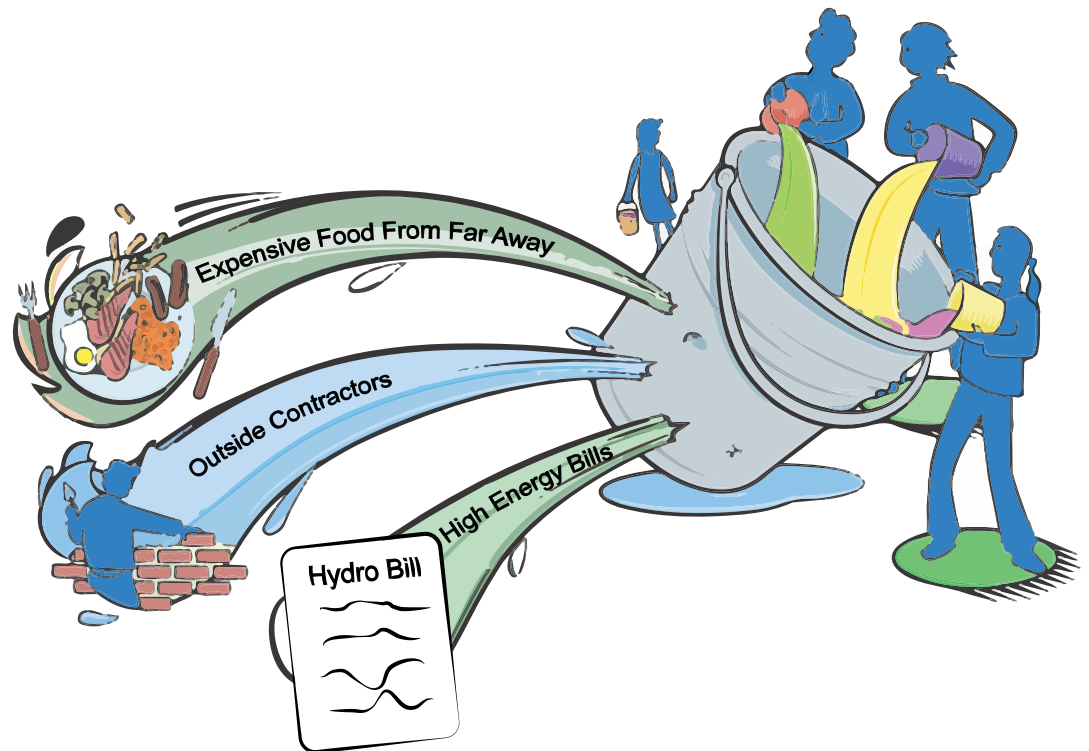 Expensive Food From Far Away
Outside Contractors
High Energy Bills
Hydro Bill